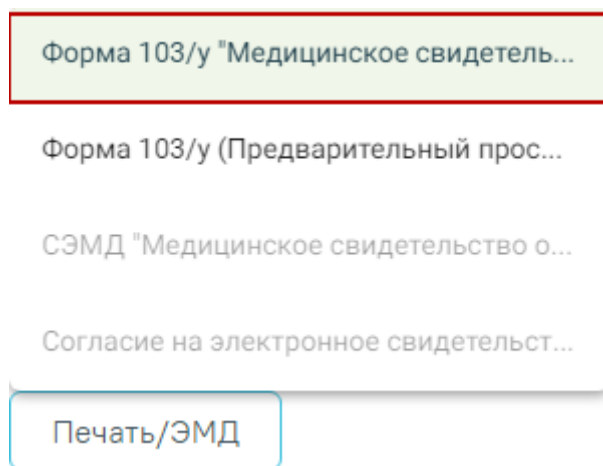 Форма 103/у "Медицинское свидетель...
Форма 103/у (Предварительный прос...
СЭМД "Медицинское свидетельство о...
Согласие на электронное свидетельст...
Печать/ЭМД